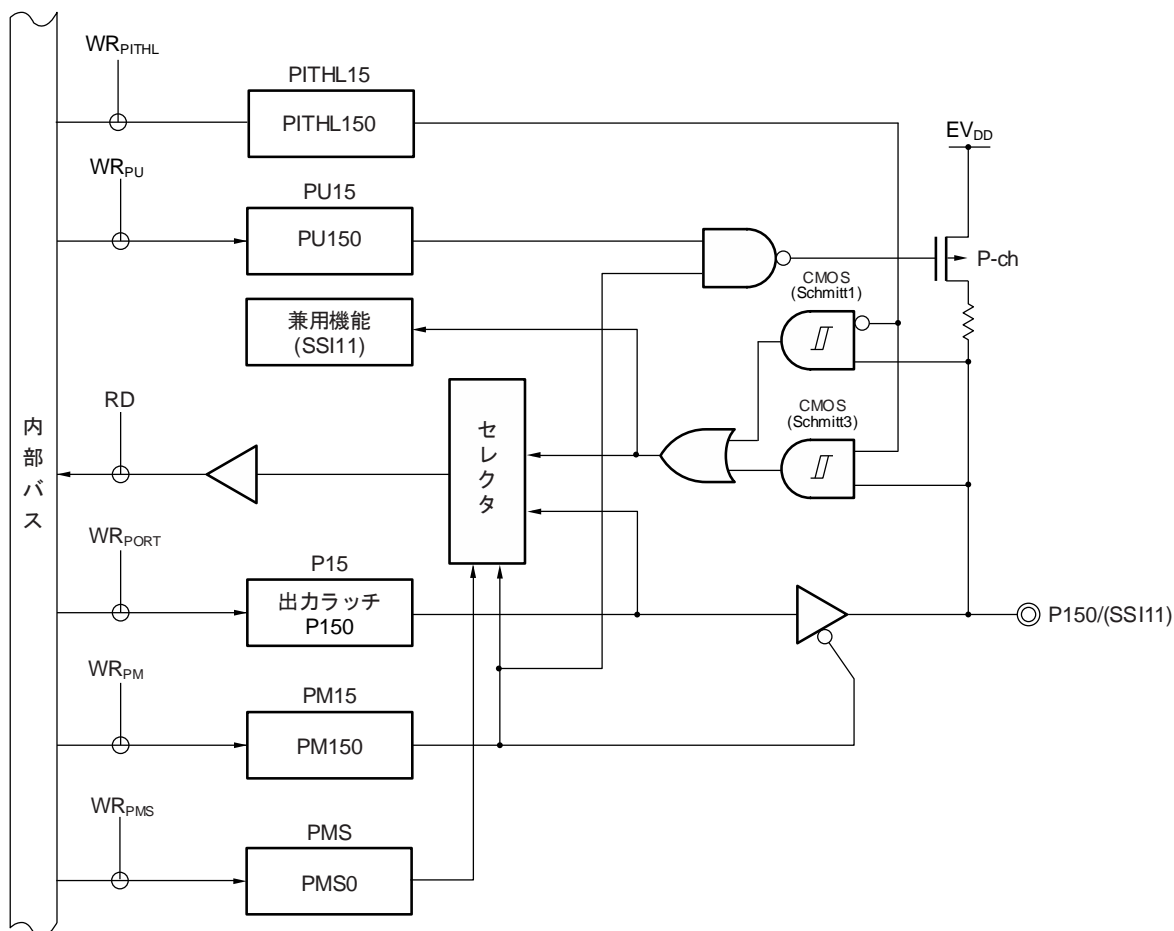 WRPITHL
PITHL15
PITHL150
EVDD
WRPU
PU15
PU150
P-ch
CMOS
(Schmitt1)
兼用機能
(SSI11)
RD
セレクタ
CMOS
(Schmitt3)
内部バス
WRPORT
P15
出力ラッチ
P150
P150/(SSI11)
WRPM
PM15
PM150
WRPMS
PMS
PMS0